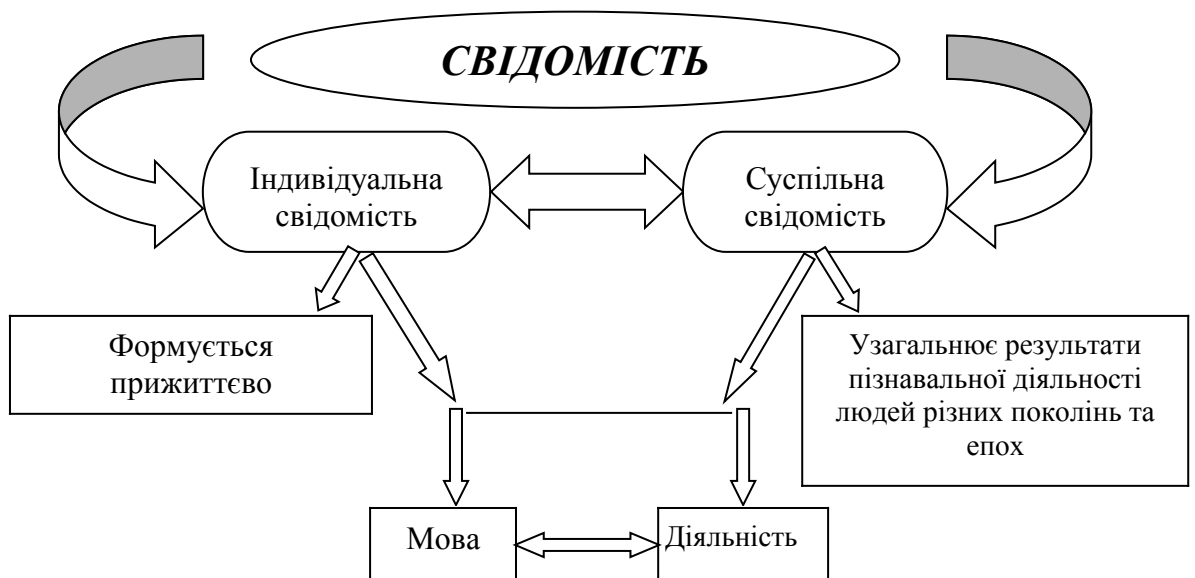 СВІДОМІСТЬ
Індивідуальна
свідомість
Суспільна
свідомість
Формується
прижиттєво
Узагальнює результати
пізнавальної діяльності
людей різних поколінь та
епох
Мова
Діяльність